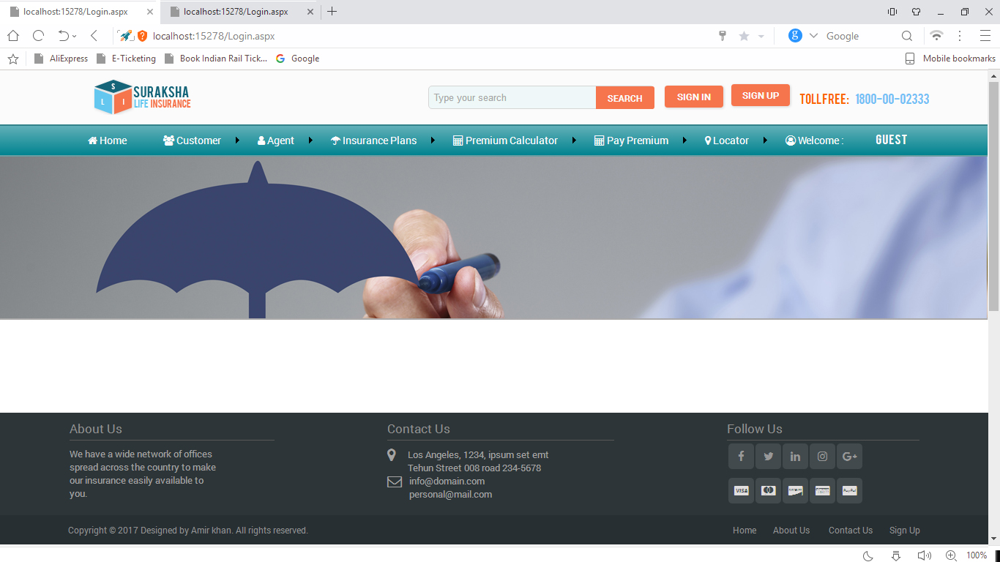 localhost:15278/Login.aspx
localhost:15278/Login.aspx
localhost:15278/Login.aspx
Google
AliExpress
E-Ticketing
Book Indian Rail Tick...
Google
Mobile bookmarks
S
L I
SURAKSHA
LIFE INSURANCE
Type your search
SEARCH
SIGN IN
SIGN UP
TOLLFREE: 1800-00-02333
Home Customer Agent Insurance Plans Premium Calculator Pay Premium Locator Welcome : GUEST
About Us
We have a wide network of offices
spread across the country to make
our insurance easily available to
you.
Contact Us
Los Angeles, 1234, ipsum set emt
Tehun Street 008 road 234-5678
info@domain.com
personal@mail.com
Follow Us
VISA
PayPal
Copyright © 2017 Designed by Amir khan. All rights reserved.
Home About Us Contact Us Sign Up
100%